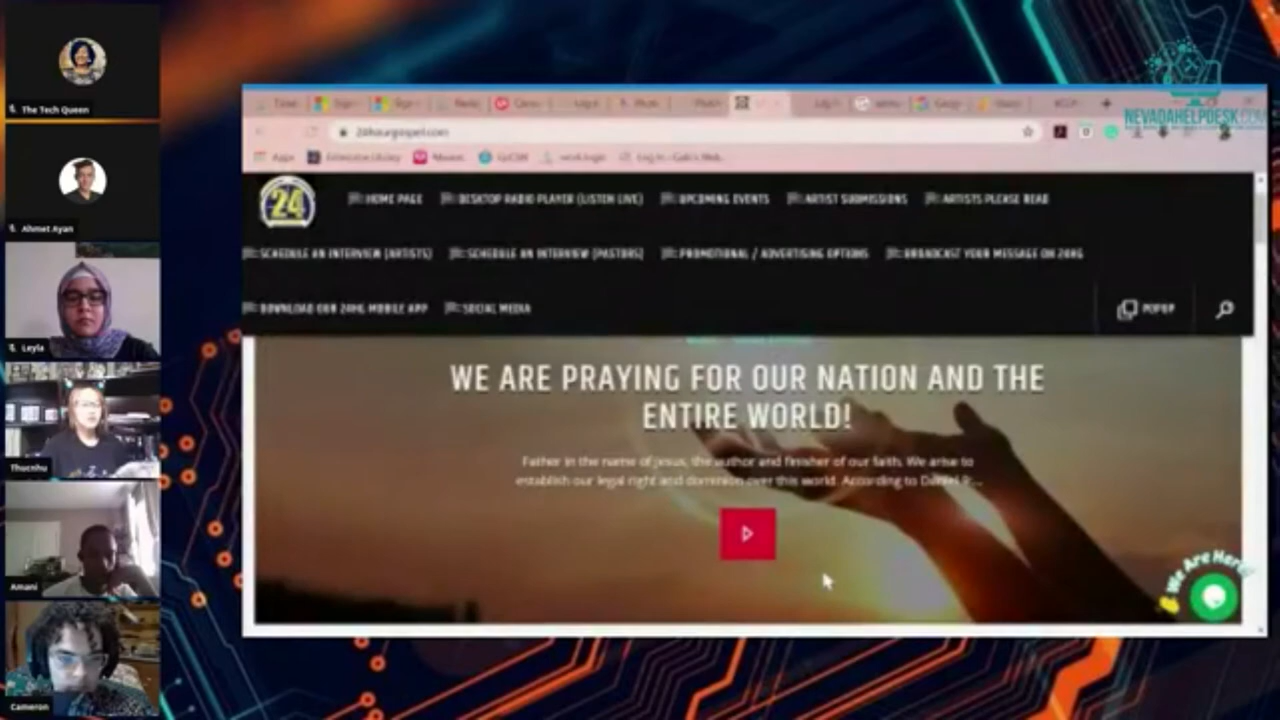 The Tech Queen
Ahmet Ayan
Leyla
Thucnhu
Amani
Cameron
NEVADAHELPDESK.COM
24hourgospel.com
Apps
24
HOME PAGE
DESKTOP RADIO PLAYER (LISTEN LIVE)
UPCOMING EVENTS
ARTIST SUBMISSIONS
ARTISTS PLEASE READ
SCHEDULE AN INTERVIEW (ARTISTS)
SCHEDULE AN INTERVIEW (PASTORS)
PROMOTIONAL / ADVERTISING OPTIONS
BROADCAST YOUR MESSAGE ON 24HG
DOWNLOAD OUR 24HG MOBILE APP
SOCIAL MEDIA
POPUP
WE ARE PRAYING FOR OUR NATION AND THE
ENTIRE WORLD!
Father in the name of Jesus, the author and finisher of our faith. We arise to
establish our legal right and dominion over this world. According to Daniel
We Are Here!